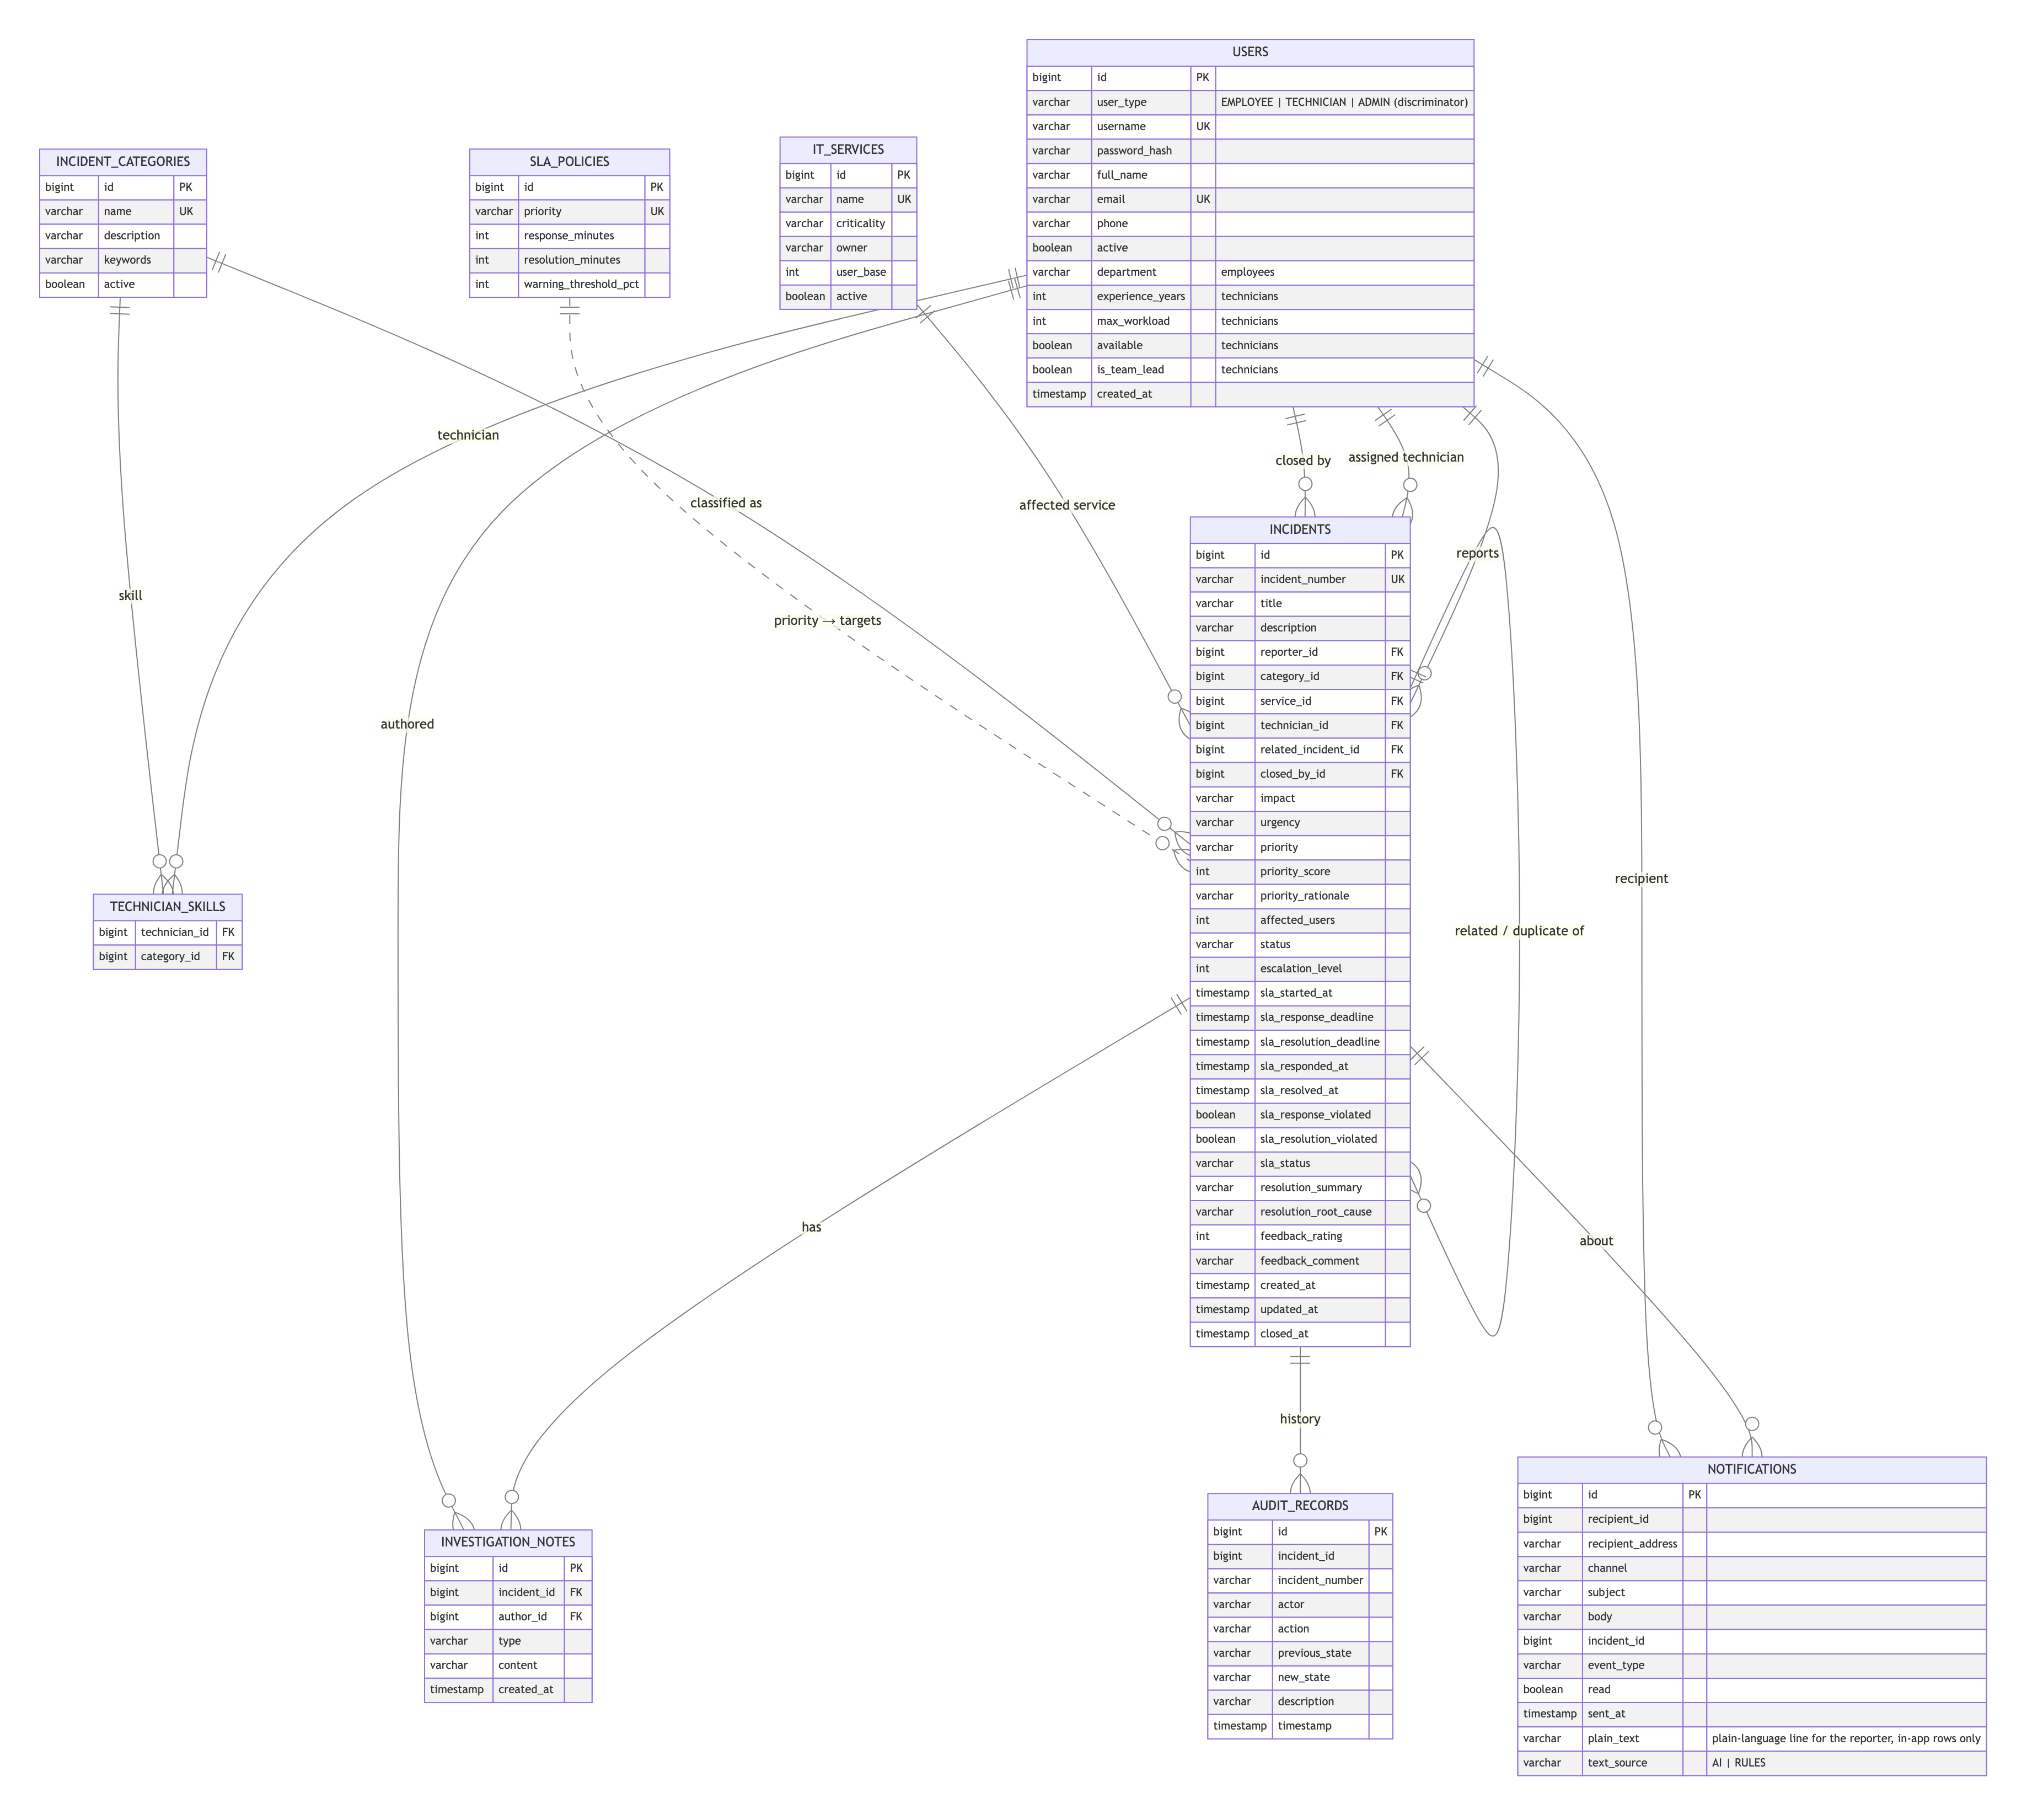 USERS
bigint id PK
varchar user_type EMPLOYEE | TECHNICIAN | ADMIN (discriminator)
varchar username UK
varchar password_hash
varchar full_name
varchar email UK
varchar phone
boolean active
varchar department employees
int experience_years technicians
int max_workload technicians
boolean available technicians
boolean is_team_lead technicians
timestamp created_at
INCIDENT_CATEGORIES
bigint id PK
varchar name UK
varchar description
varchar keywords
boolean active
SLA_POLICIES
bigint id PK
varchar priority UK
int response_minutes
int resolution_minutes
int warning_threshold_pct
IT_SERVICES
bigint id PK
varchar name UK
varchar criticality
varchar owner
int user_base
boolean active
technician
closed by
assigned technician
classified as
affected service
reports
skill
priority → targets
authored
recipient
related / duplicate of
INCIDENTS
bigint id PK
varchar incident_number UK
varchar title
varchar description
bigint reporter_id FK
bigint category_id FK
bigint service_id FK
bigint technician_id FK
bigint related_incident_id FK
bigint closed_by_id FK
varchar impact
varchar urgency
varchar priority
int priority_score
varchar priority_rationale
int affected_users
varchar status
int escalation_level
timestamp sla_started_at
timestamp sla_response_deadline
timestamp sla_resolution_deadline
timestamp sla_responded_at
timestamp sla_resolved_at
boolean sla_response_violated
boolean sla_resolution_violated
varchar sla_status
varchar resolution_summary
varchar resolution_root_cause
int feedback_rating
varchar feedback_comment
timestamp created_at
timestamp updated_at
timestamp closed_at
TECHNICIAN_SKILLS
bigint technician_id FK
bigint category_id FK
has
about
history
INVESTIGATION_NOTES
bigint id PK
bigint incident_id FK
bigint author_id FK
varchar type
varchar content
timestamp created_at
AUDIT_RECORDS
bigint id PK
bigint incident_id
varchar incident_number
varchar actor
varchar action
varchar previous_state
varchar new_state
varchar description
timestamp timestamp
NOTIFICATIONS
bigint id PK
bigint recipient_id
varchar recipient_address
varchar channel
varchar subject
varchar body
bigint incident_id
varchar event_type
boolean read
timestamp sent_at
varchar plain_text plain-language line for the reporter, in-app rows only
varchar text_source AI | RULES